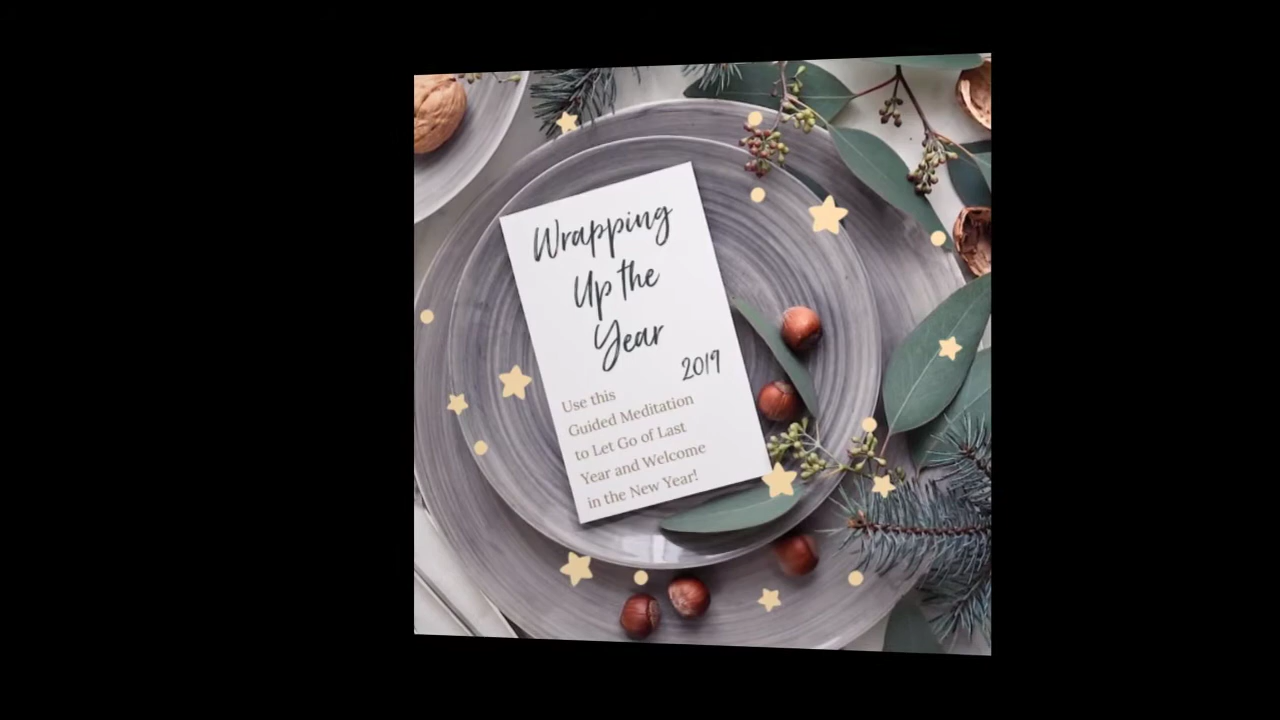 Wrapping
Up the
Year
2019
Use this
Guided Meditation
to Let Go of Last
Year and Welcome
in the New Year!